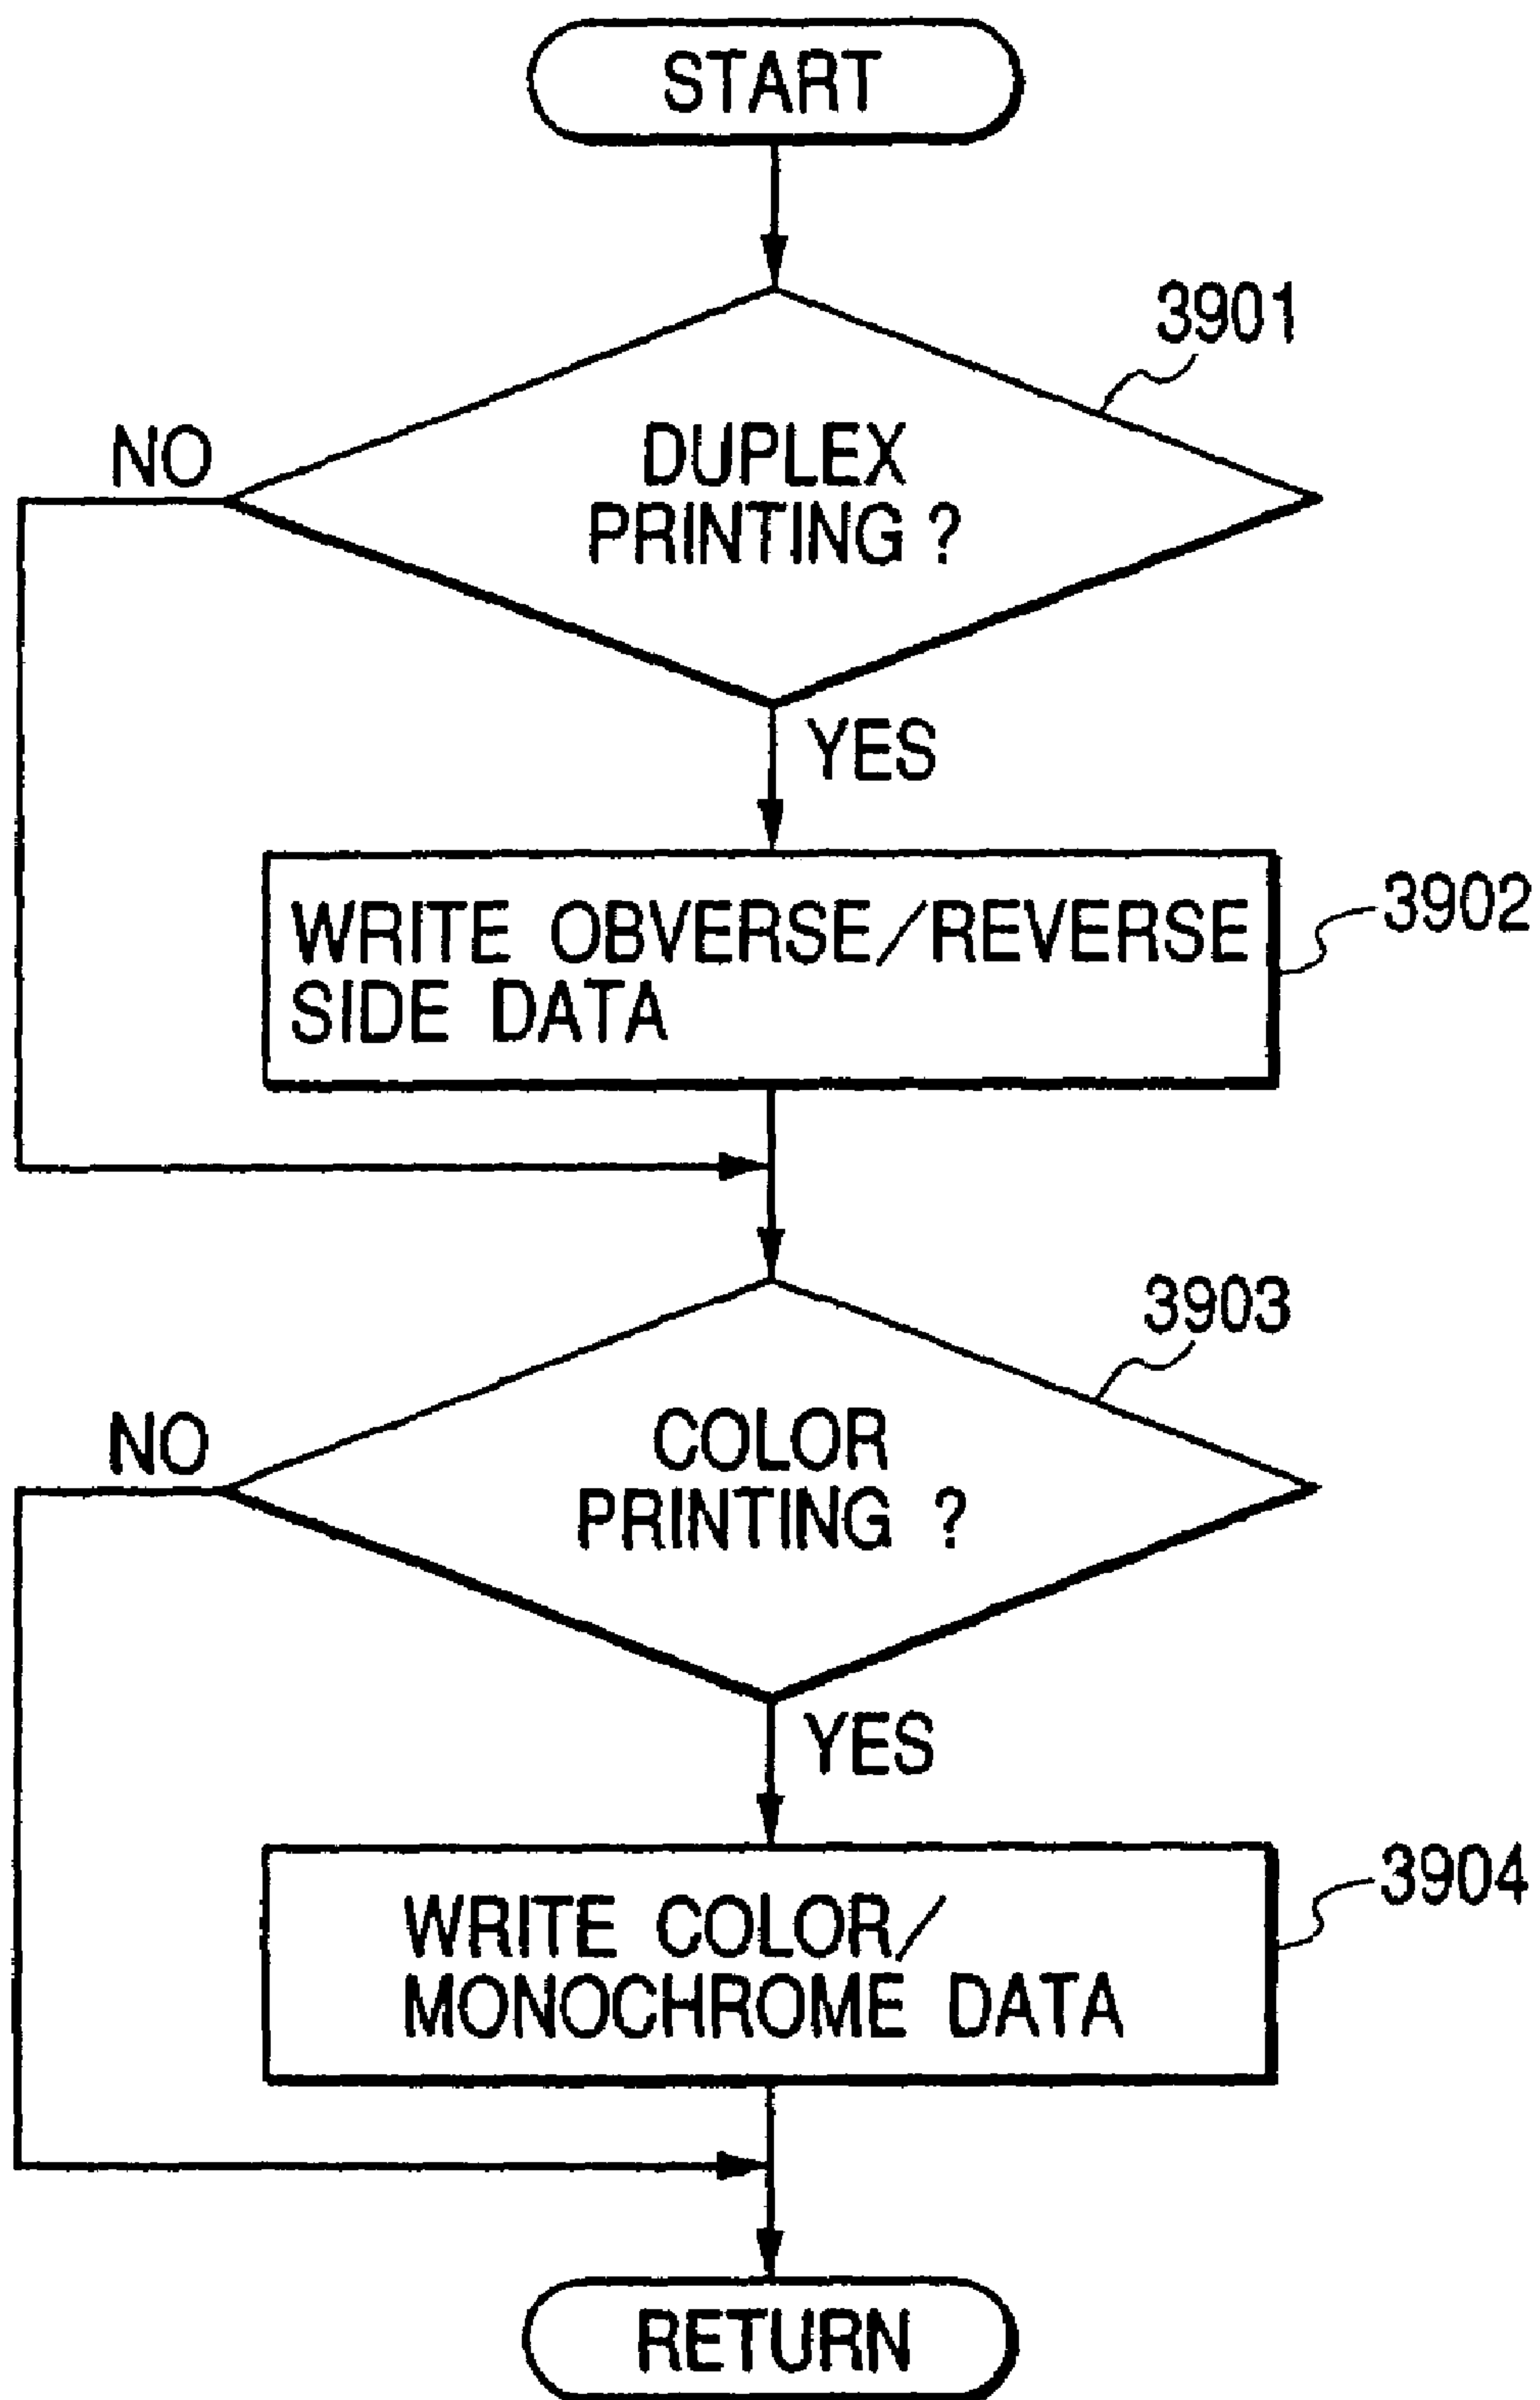 START
3901
NO
DUPLEX
PRINTING ?
YES
WRITE OBVERSE/REVERSE
SIDE DATA
3902
3903
NO
COLOR
PRINTING ?
YES
WRITE COLOR/
MONOCHROME DATA
3904
RETURN